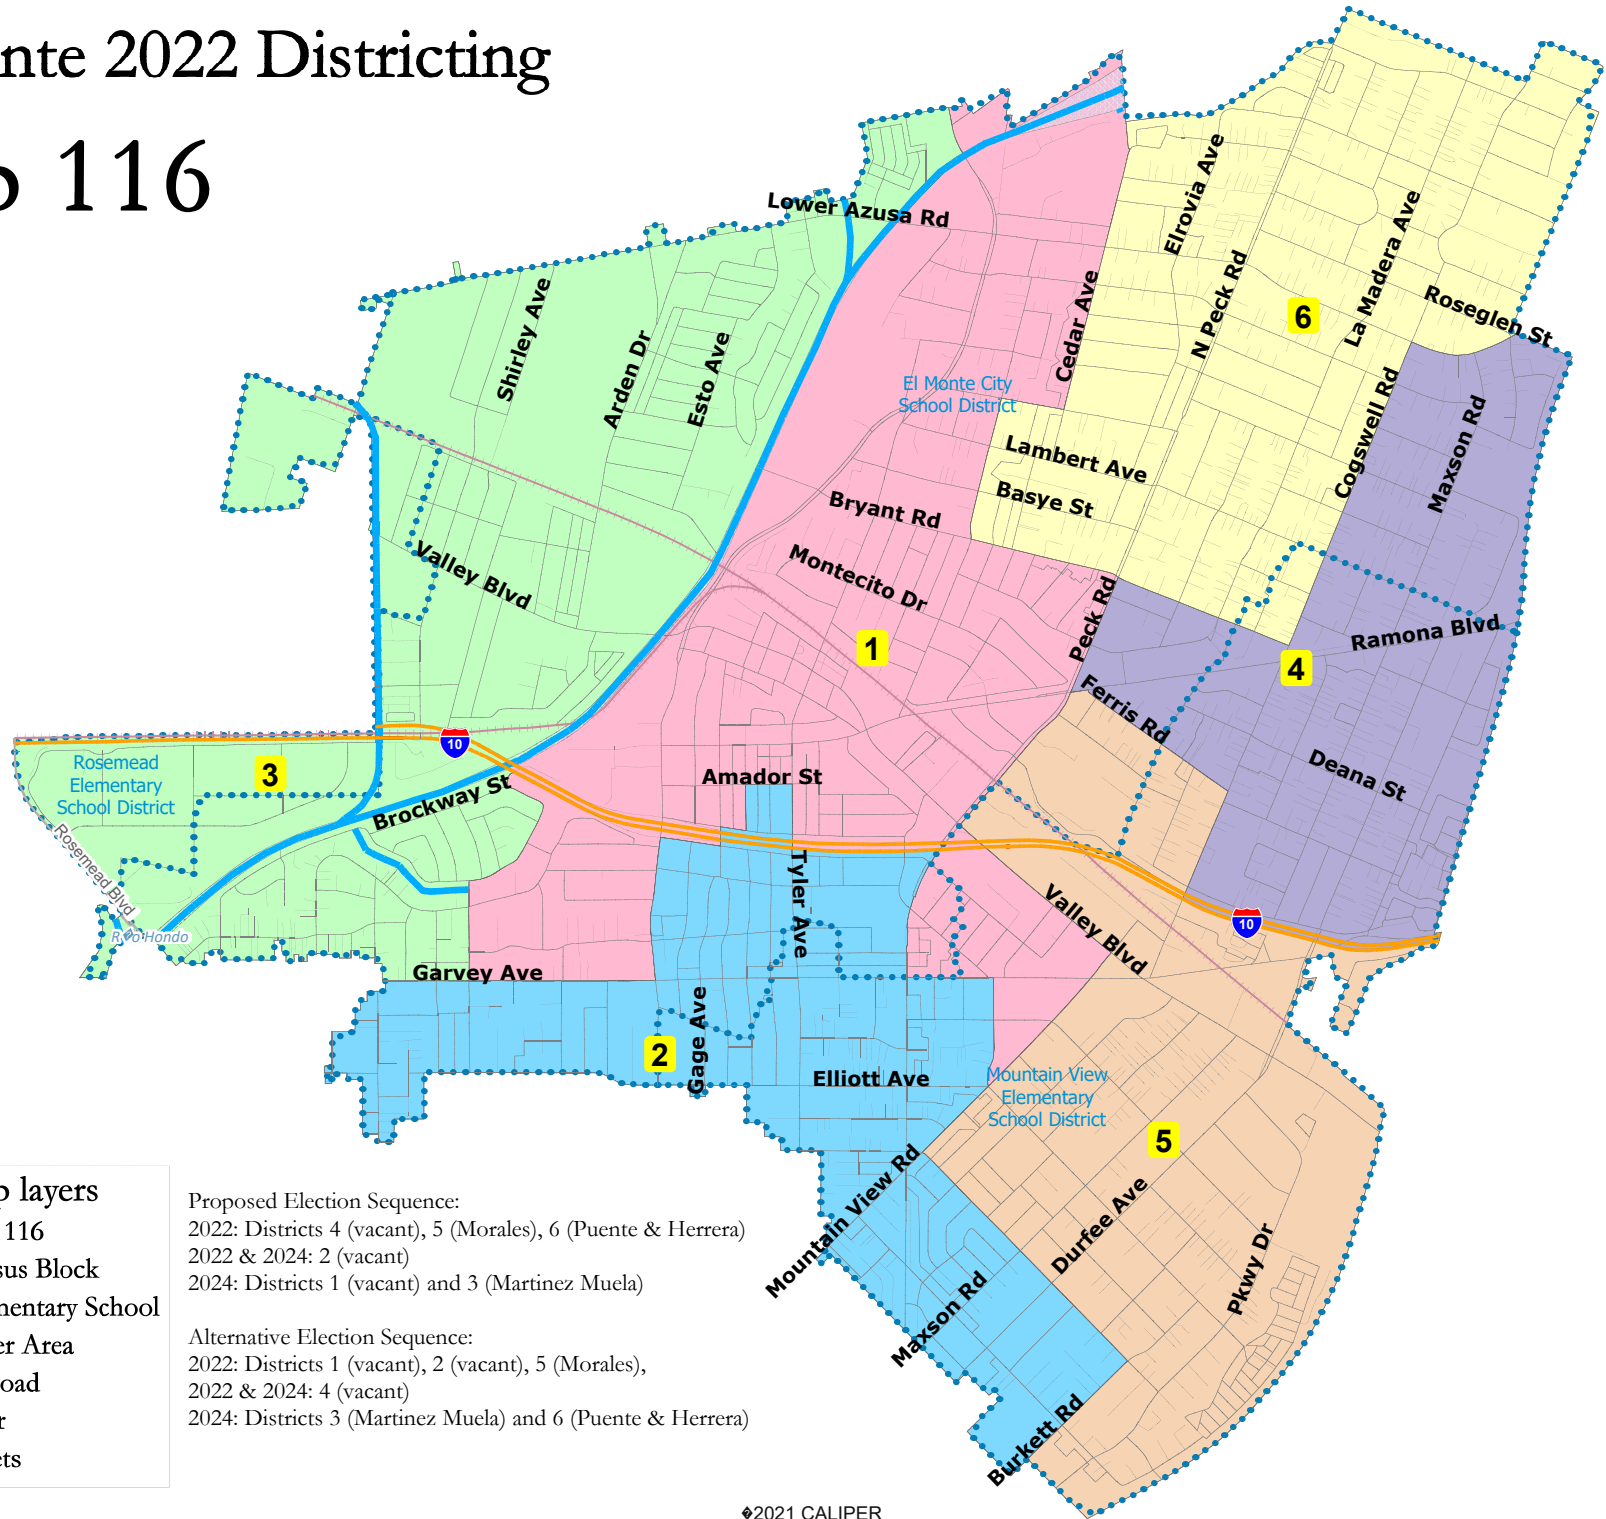 nte 2022 Districting
p 116
Lower Azusa Rd
Elrovia Ave
La Madera Ave
N Peck Rd
Cedar Ave
Shirley Ave
Arden Dr
Esto Ave
6
Roseglen St
El Monte City
School District
Cogswell Rd
Maxson Rd
Lambert Ave
Basye St
Bryant Rd
Montecito Dr
Valley Blvd
Peck Rd
1
Ramona Blvd
4
Ferris Rd
10
Rosemead
Elementary
School District
3
Amador St
Deana St
Brockway St
Rosemead Blvd
Tyler Ave
Valley Blvd
10
R�o Hondo
Garvey Ave
Gage Ave
2
Elliott Ave
Mountain View
Elementary
School District
5
Mountain View Rd
Durfee Ave
Pkwy Dr
Maxson Rd
Burkett Rd
p layers
116
sus Block
mentary School
er Area
oad
r
ets
Proposed Election Sequence:
2022: Districts 4 (vacant), 5 (Morales), 6 (Puente & Herrera)
2022 & 2024: 2 (vacant)
2024: Districts 1 (vacant) and 3 (Martinez Muela)
Alternative Election Sequence:
2022: Districts 1 (vacant), 2 (vacant), 5 (Morales),
2022 & 2024: 4 (vacant)
2024: Districts 3 (Martinez Muela) and 6 (Puente & Herrera)
�2021 CALIPER